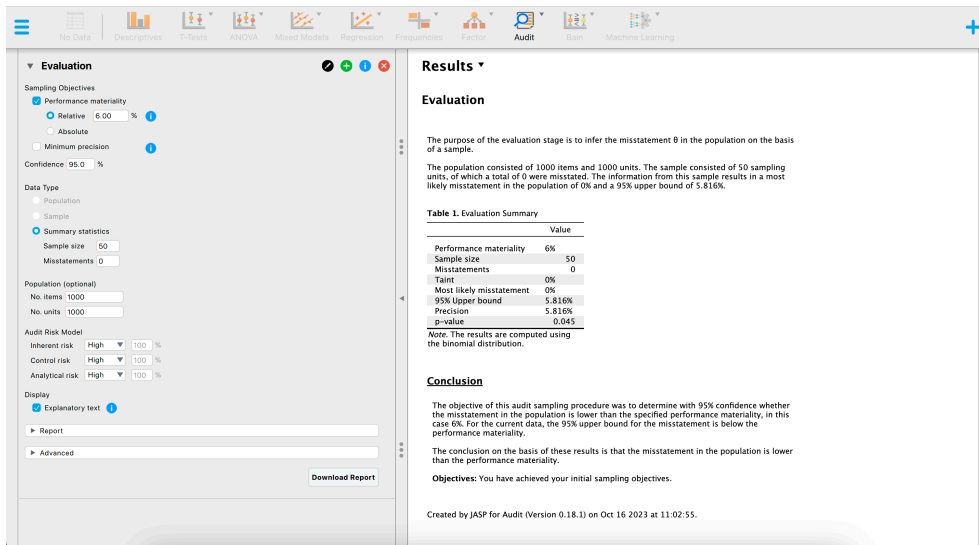 No Data
Descriptives
T-Tests
ANOVA
Mixed Models
Regression
Frequencies
Factor
Audit
Bain
Machine Learning
Evaluation
Sampling Objectives
Performance materiality
Relative 6.00 %
Absolute
Minimum precision
Confidence 95.0 %
Data Type
Population
Sample
Summary statistics
Sample size 50
Misstatements 0
Population (optional)
No. items 1000
No. units 1000
Audit Risk Model
Inherent risk High 100 %
Control risk High 100 %
Analytical risk High 100 %
Display
Explanatory text
Report
Advanced
Download Report
Results
Evaluation
The purpose of the evaluation stage is to infer the misstatement θ in the population on the basis
of a sample.
The population consisted of 1000 items and 1000 units. The sample consisted of 50 sampling
units, of which a total of 0 were misstated. The information from this sample results in a most
likely misstatement in the population of 0% and a 95% upper bound of 5.816%.
Table 1. Evaluation Summary
Value
Performance materiality 6%
Sample size 50
Misstatements 0
Taint 0%
Most likely misstatement 0%
95% Upper bound 5.816%
Precision 5.816%
p-value 0.045
Note. The results are computed using
the binomial distribution.
Conclusion
The objective of this audit sampling procedure was to determine with 95% confidence whether
the misstatement in the population is lower than the specified performance materiality, in this
case 6%. For the current data, the 95% upper bound for the misstatement is below the
performance materiality.
The conclusion on the basis of these results is that the misstatement in the population is lower
than the performance materiality.
Objectives: You have achieved your initial sampling objectives.
Created by JASP for Audit (Version 0.18.1) on Oct 16 2023 at 11:02:55.